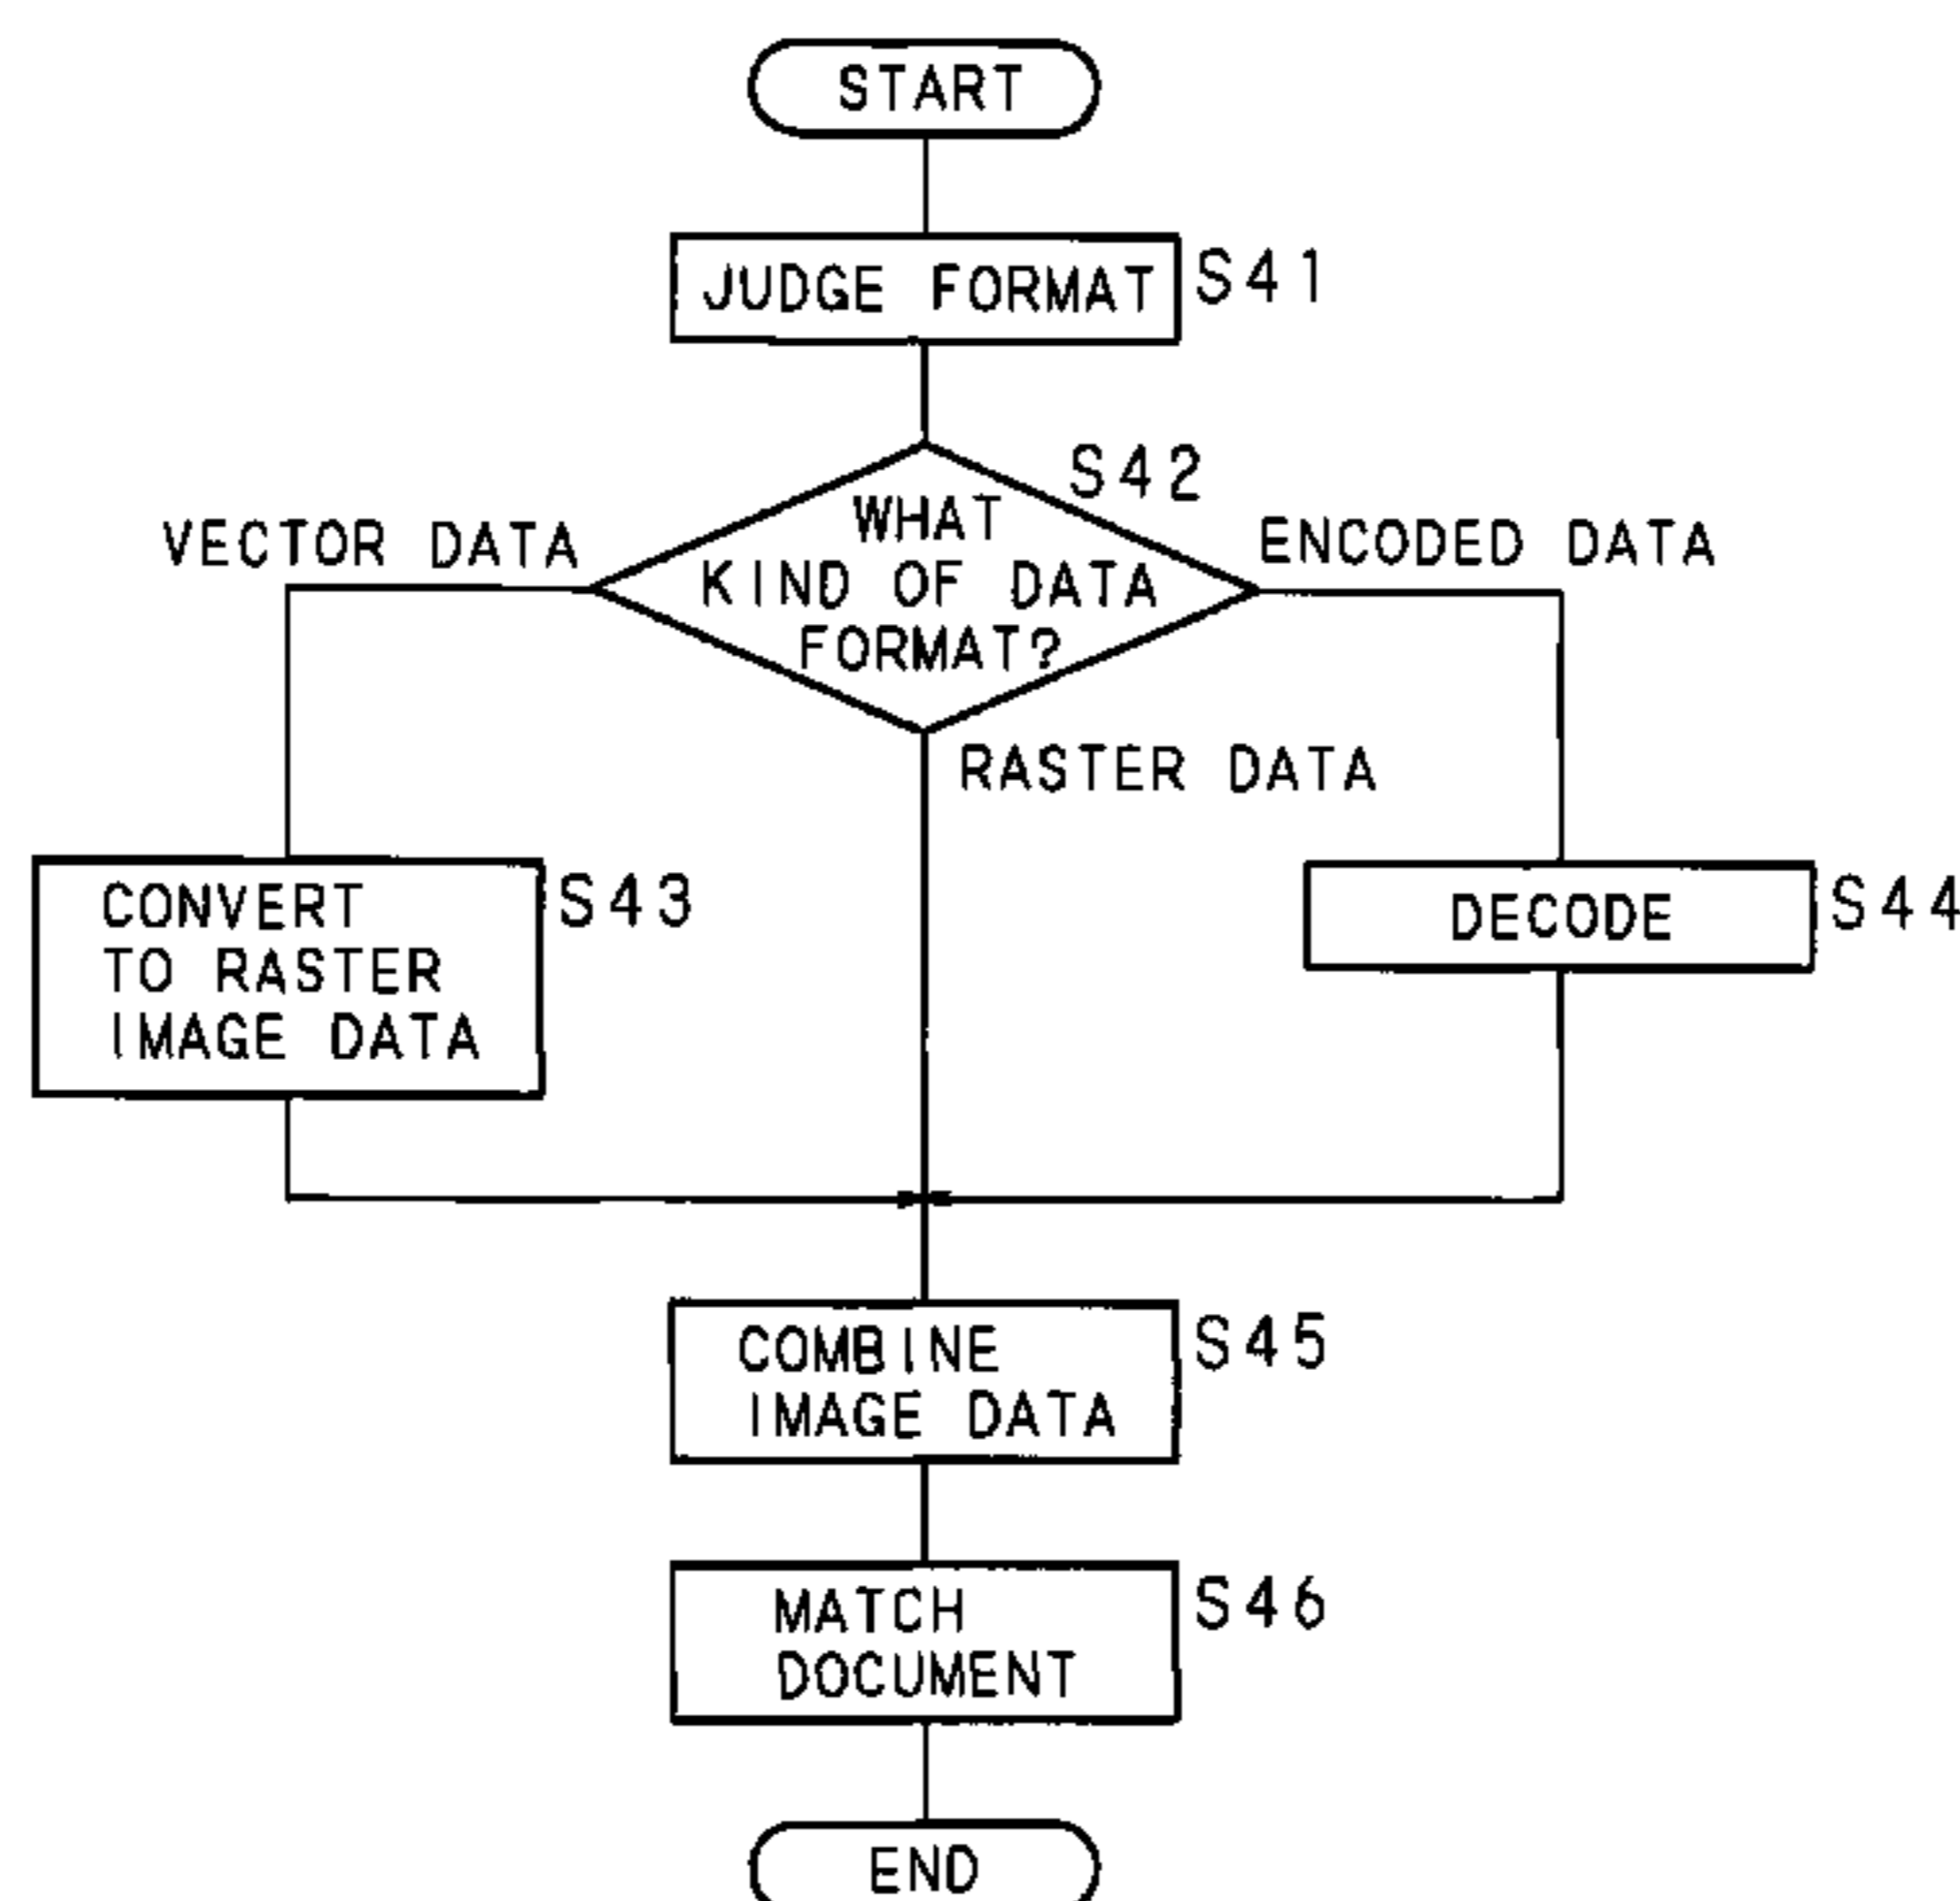 START
JUDGE FORMAT
S41
S42
WHAT
KIND OF DATA
FORMAT?
VECTOR DATA
ENCODED DATA
RASTER DATA
CONVERT
TO RASTER
IMAGE DATA
S43
DECODE
S44
COMBINE
IMAGE DATA
S45
MATCH
DOCUMENT
S46
END